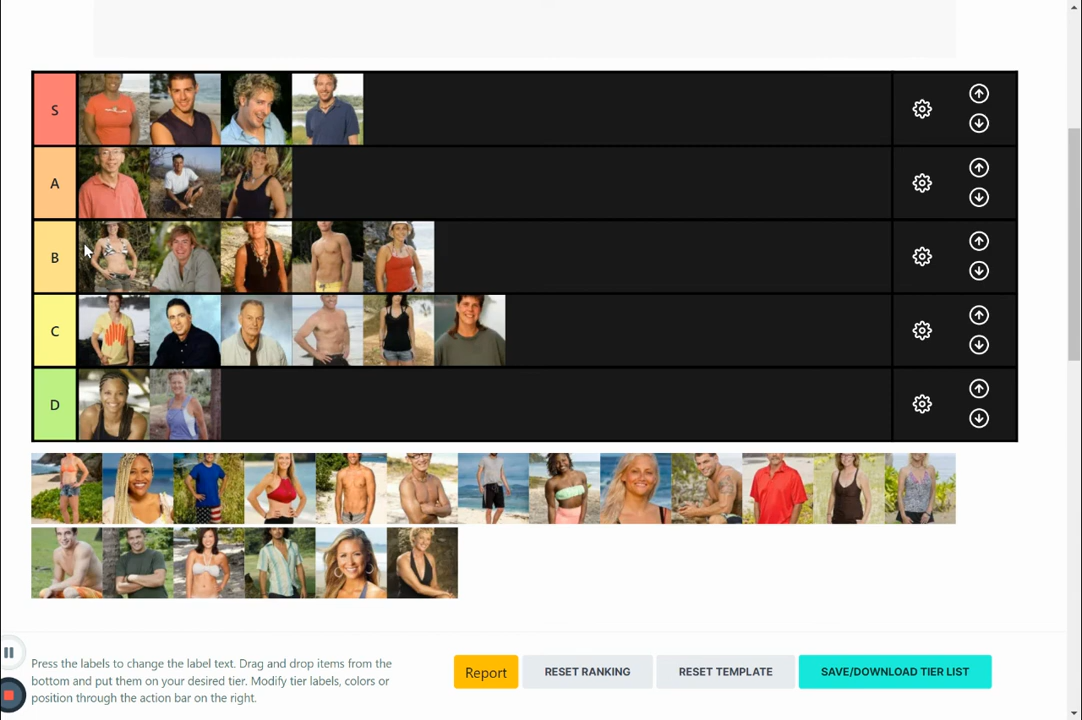 S
A
B
C
D
Press the labels to change the label text. Drag and drop items from the
bottom and put them on your desired tier. Modify tier labels, colors or
position through the action bar on the right.
Report
RESET RANKING
RESET TEMPLATE
SAVE/DOWNLOAD TIER LIST